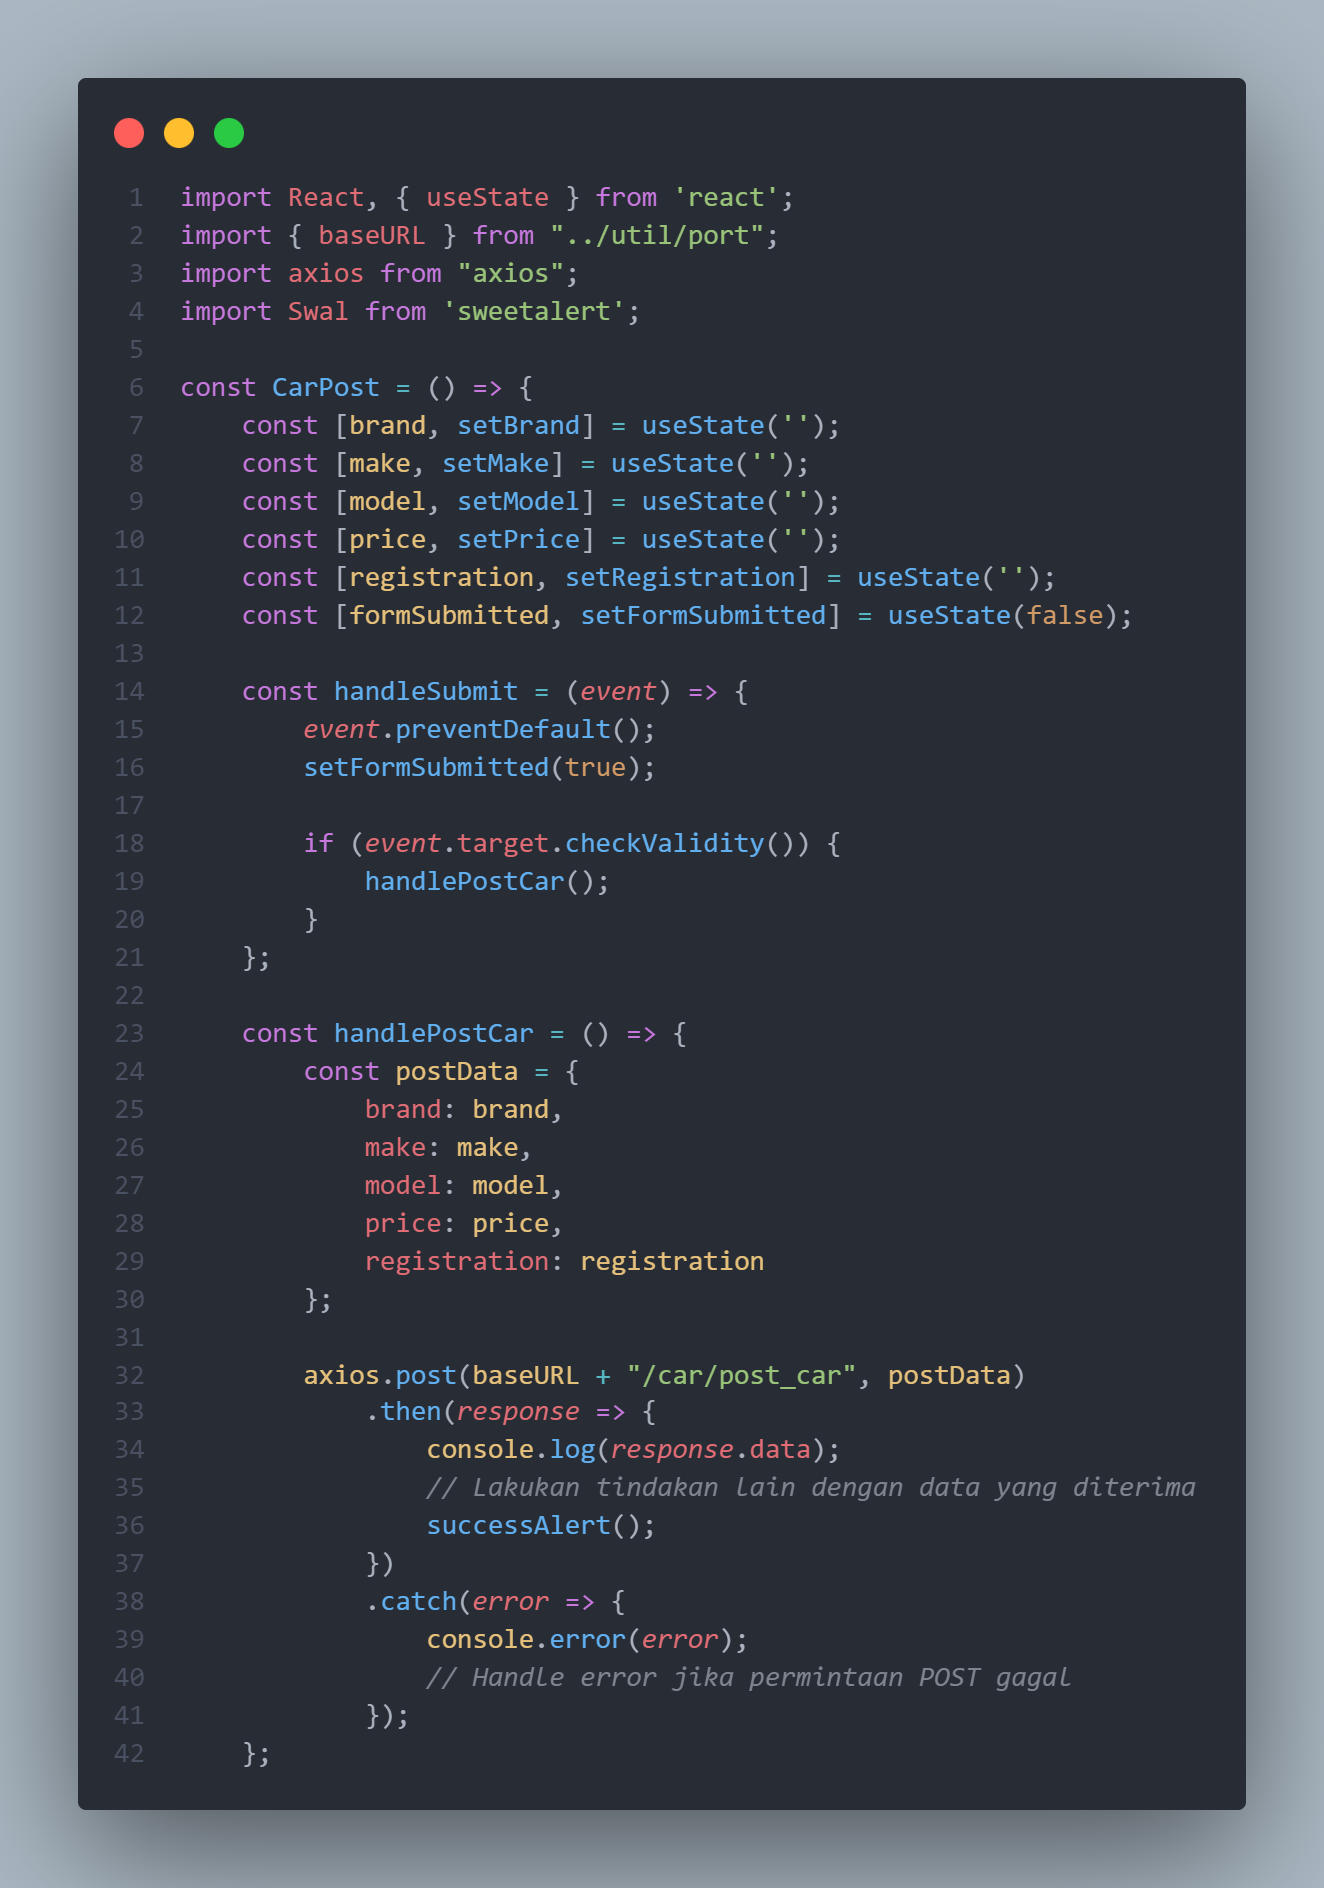 1 import React, { useState } from 'react';
2 import { baseURL } from "../util/port";
3 import axios from "axios";
4 import Swal from 'sweetalert';
5
6 const CarPost = () => {
7     const [brand, setBrand] = useState('');
8     const [make, setMake] = useState('');
9     const [model, setModel] = useState('');
10     const [price, setPrice] = useState('');
11     const [registration, setRegistration] = useState('');
12     const [formSubmitted, setFormSubmitted] = useState(false);
13
14     const handleSubmit = (event) => {
15         event.preventDefault();
16         setFormSubmitted(true);
17
18         if (event.target.checkValidity()) {
19             handlePostCar();
20         }
21     };
22
23     const handlePostCar = () => {
24         const postData = {
25             brand: brand,
26             make: make,
27             model: model,
28             price: price,
29             registration: registration
30         };
31
32         axios.post(baseURL + "/car/post_car", postData)
33             .then(response => {
34                 console.log(response.data);
35                 // Lakukan tindakan lain dengan data yang diterima
36                 successAlert();
37             })
38             .catch(error => {
39                 console.error(error);
40                 // Handle error jika permintaan POST gagal
41             });
42     };